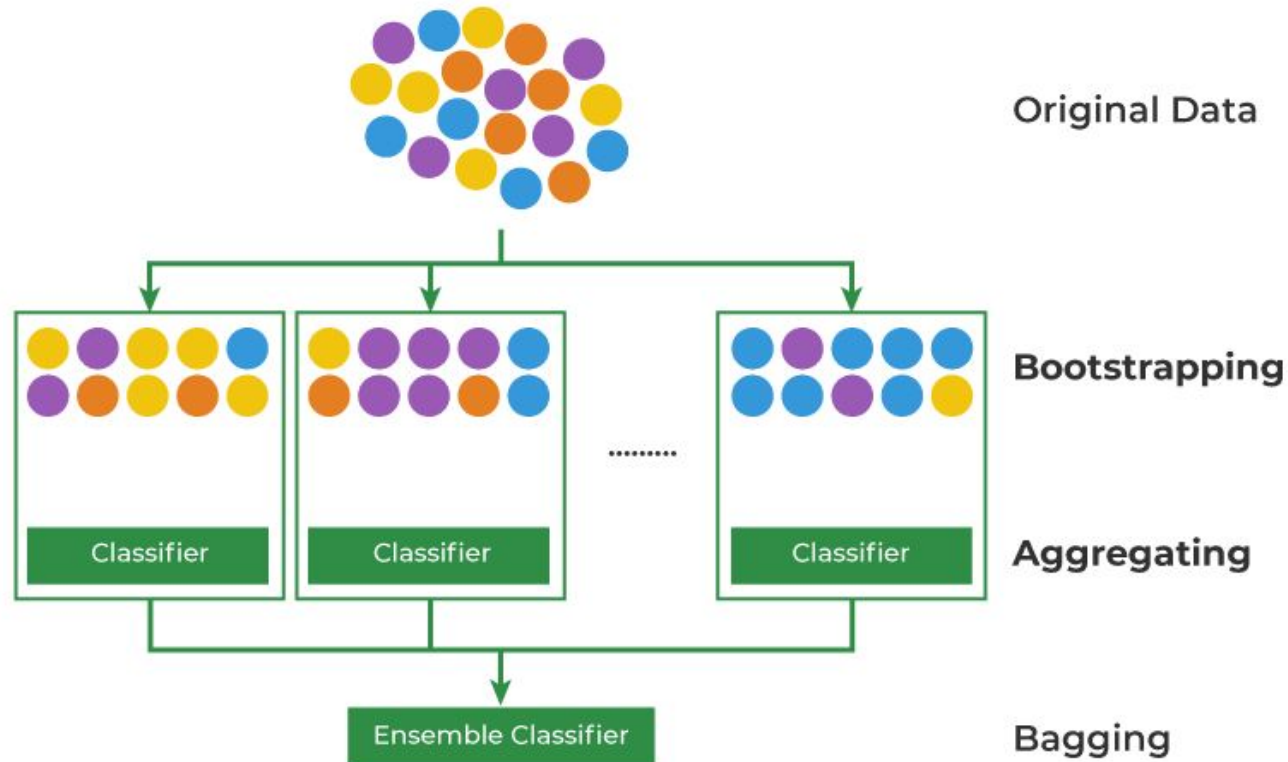 Original Data
Bootstrapping
.........
Classifier
Classifier
Classifier
Aggregating
Ensemble Classifier
Bagging